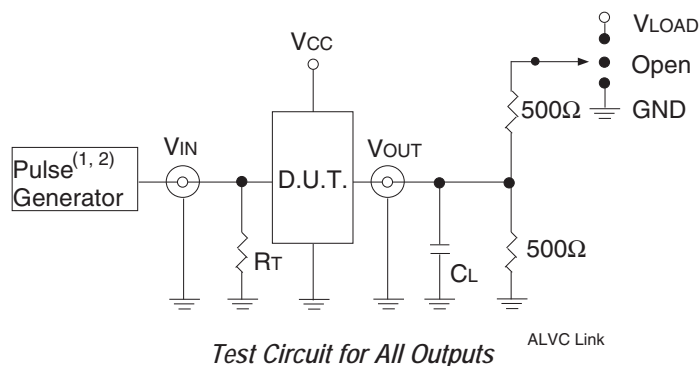 VLOAD
VCC
Open
500Ω
GND
VIN
VOUT
Pulse(1, 2)
Generator
D.U.T.
500Ω
RT
CL
ALVC Link
Test Circuit for All Outputs